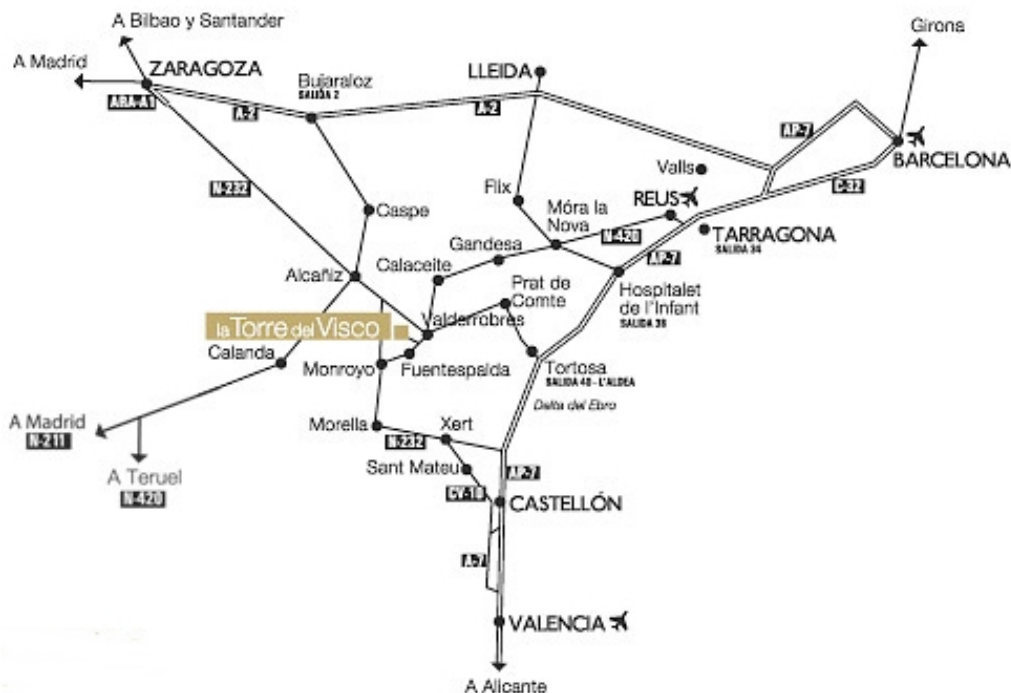 A Bilbao y Santander
Girona
A Madrid
ZARAGOZA
ARA-A1
Bujaraloz
SALIDA 2
LLEIDA
A-2
A-2
AP-7
BARCELONA
Valls
C-32
N-232
Flix
REUS
Caspe
Móra la
Nova
N-420
TARRAGONA
SALIDA 34
Gandesa
AP-7
Alcañiz
Calaceite
Prat de
Comte
Hospitalet
de l'Infant
SALIDA 38
la Torre del Visco
Valderrobres
Calanda
Monroyo
Fuentespalda
Tortosa
SALIDA 40 - L'ALDEA
Delta del Ebro
A Madrid
N-211
Morella
Xert
N-232
A Teruel
N-420
Sant Mateu
AP-7
CV-10
CASTELLÓN
A-7
VALENCIA
A Alicante